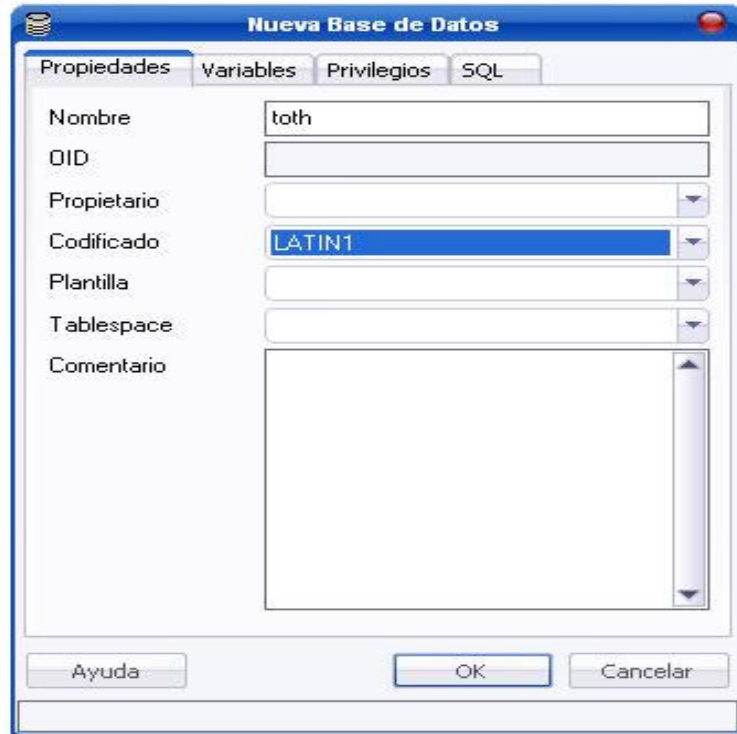 Nueva Base de Datos
Propiedades Variables Privilegios SQL
Nombre toth
OID
Propietario
Codificado LATIN1
Plantilla
Tablespace
Comentario
Ayuda OK Cancelar